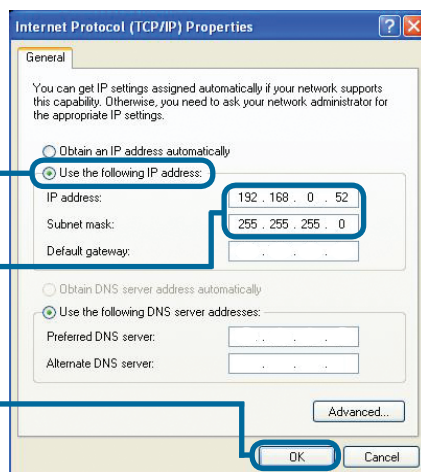 Internet Protocol (TCP/IP) Properties
General
You can get IP settings assigned automatically if your network supports
this capability. Otherwise, you need to ask your network administrator for
the appropriate IP settings.
Obtain an IP address automatically
Use the following IP address:
IP address: 192 . 168 . 0 . 52
Subnet mask: 255 . 255 . 255 . 0
Default gateway: . . .
Obtain DNS server address automatically
Use the following DNS server addresses:
Preferred DNS server: . . .
Alternate DNS server: . . .
Advanced...
OK Cancel